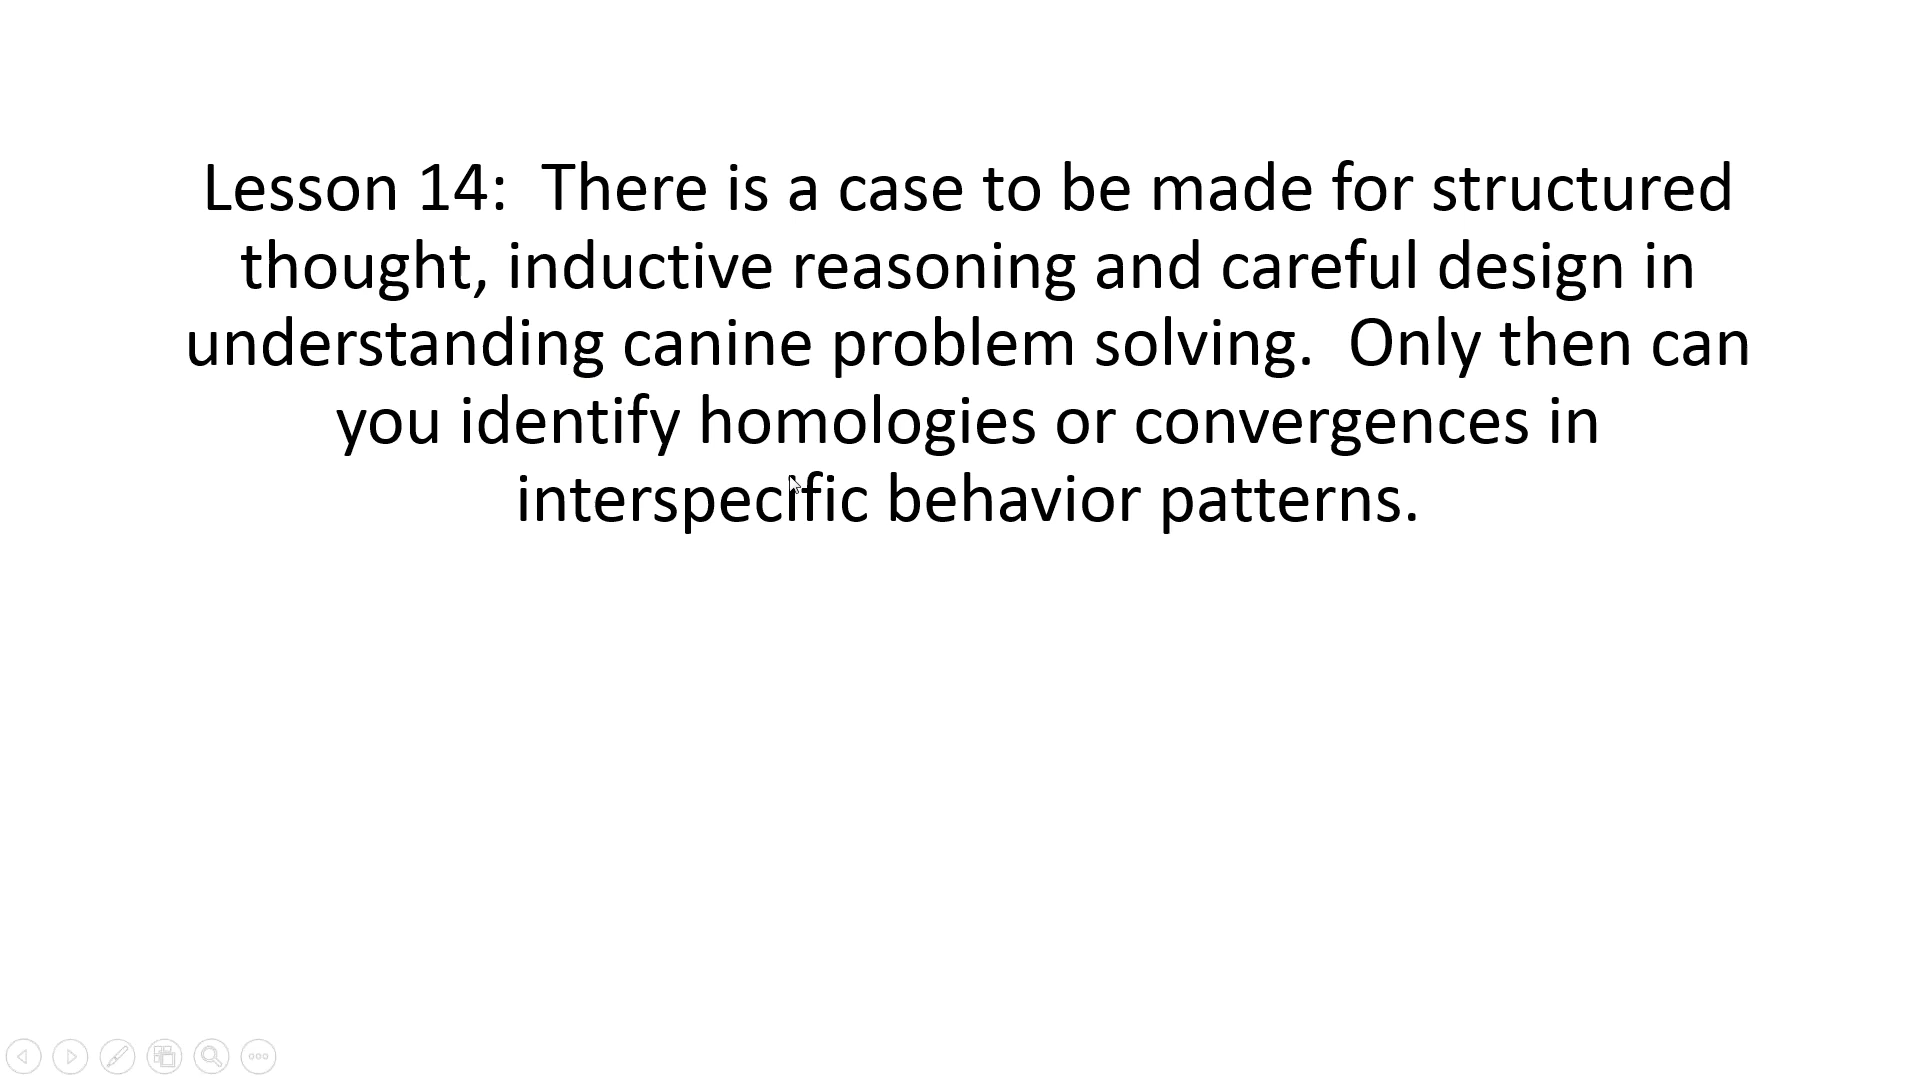 Lesson 14:  There is a case to be made for structured
thought, inductive reasoning and careful design in
understanding canine problem solving.  Only then can
you identify homologies or convergences in
interspecific behavior patterns.